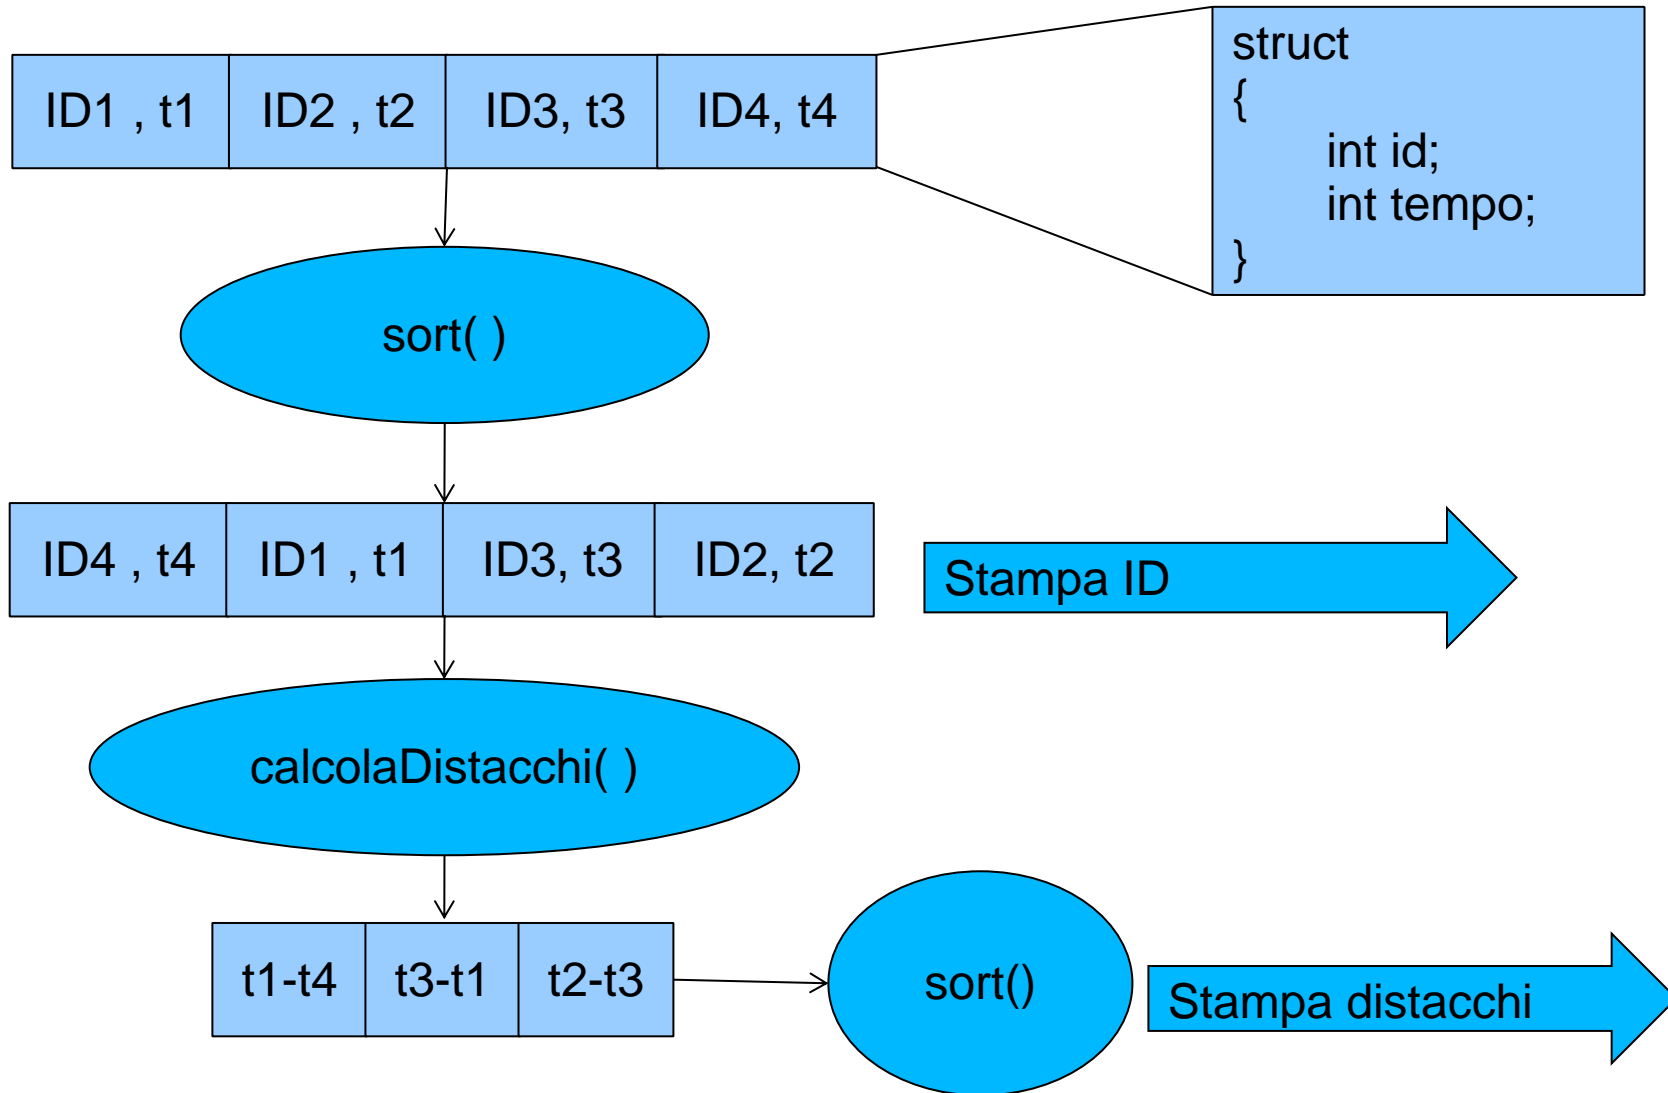 ID1 , t1
ID2 , t2
ID3, t3
ID4, t4
struct
{
int id;
int tempo;
}
sort( )
ID4 , t4
ID1 , t1
ID3, t3
ID2, t2
Stampa ID
calcolaDistacchi( )
t1-t4
t3-t1
t2-t3
sort()
Stampa distacchi